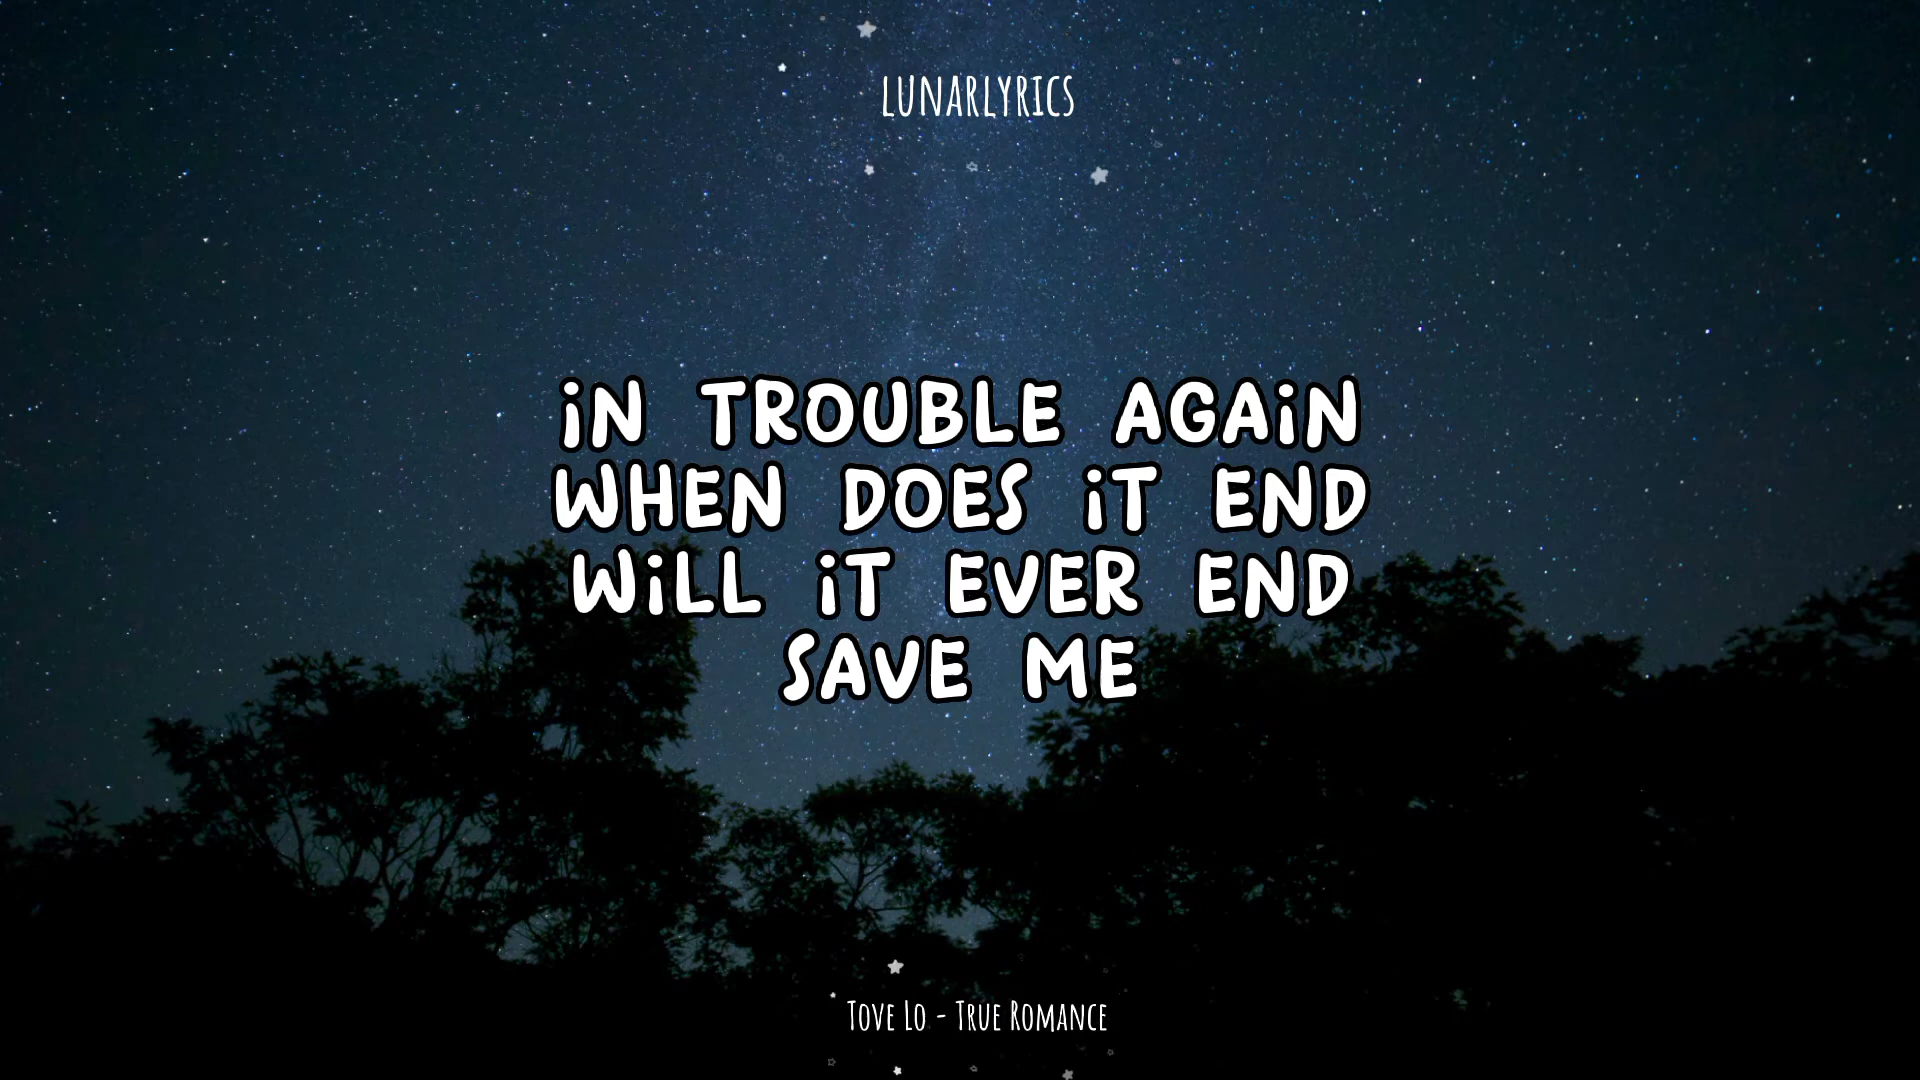 LUNARLYRICS
iN TROUBLE AGAiN
WHEN DOES iT END
WiLL iT EVER END
SAVE ME
Tove Lo - True Romance